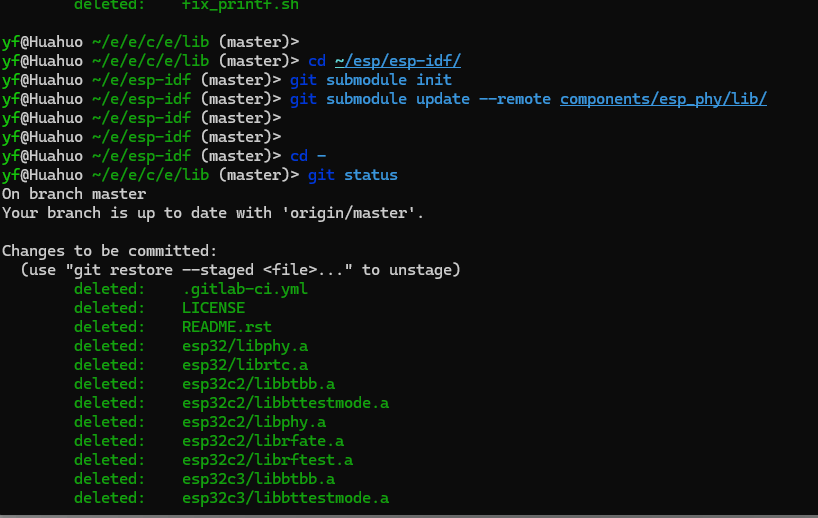 deleted:    fix_printf.sh
yf@Huahuo ~/e/e/c/e/lib (master)>
yf@Huahuo ~/e/e/c/e/lib (master)> cd ~/esp/esp-idf/
yf@Huahuo ~/e/esp-idf (master)> git submodule init
yf@Huahuo ~/e/esp-idf (master)> git submodule update --remote components/esp_phy/lib/
yf@Huahuo ~/e/esp-idf (master)>
yf@Huahuo ~/e/esp-idf (master)>
yf@Huahuo ~/e/esp-idf (master)> cd -
yf@Huahuo ~/e/e/c/e/lib (master)> git status
On branch master
Your branch is up to date with 'origin/master'.
Changes to be committed:
  (use "git restore --staged <file>..." to unstage)
        deleted:    .gitlab-ci.yml
        deleted:    LICENSE
        deleted:    README.rst
        deleted:    esp32/libphy.a
        deleted:    esp32/librtc.a
        deleted:    esp32c2/libbtbb.a
        deleted:    esp32c2/libbttestmode.a
        deleted:    esp32c2/libphy.a
        deleted:    esp32c2/librfate.a
        deleted:    esp32c2/librftest.a
        deleted:    esp32c3/libbtbb.a
        deleted:    esp32c3/libbttestmode.a